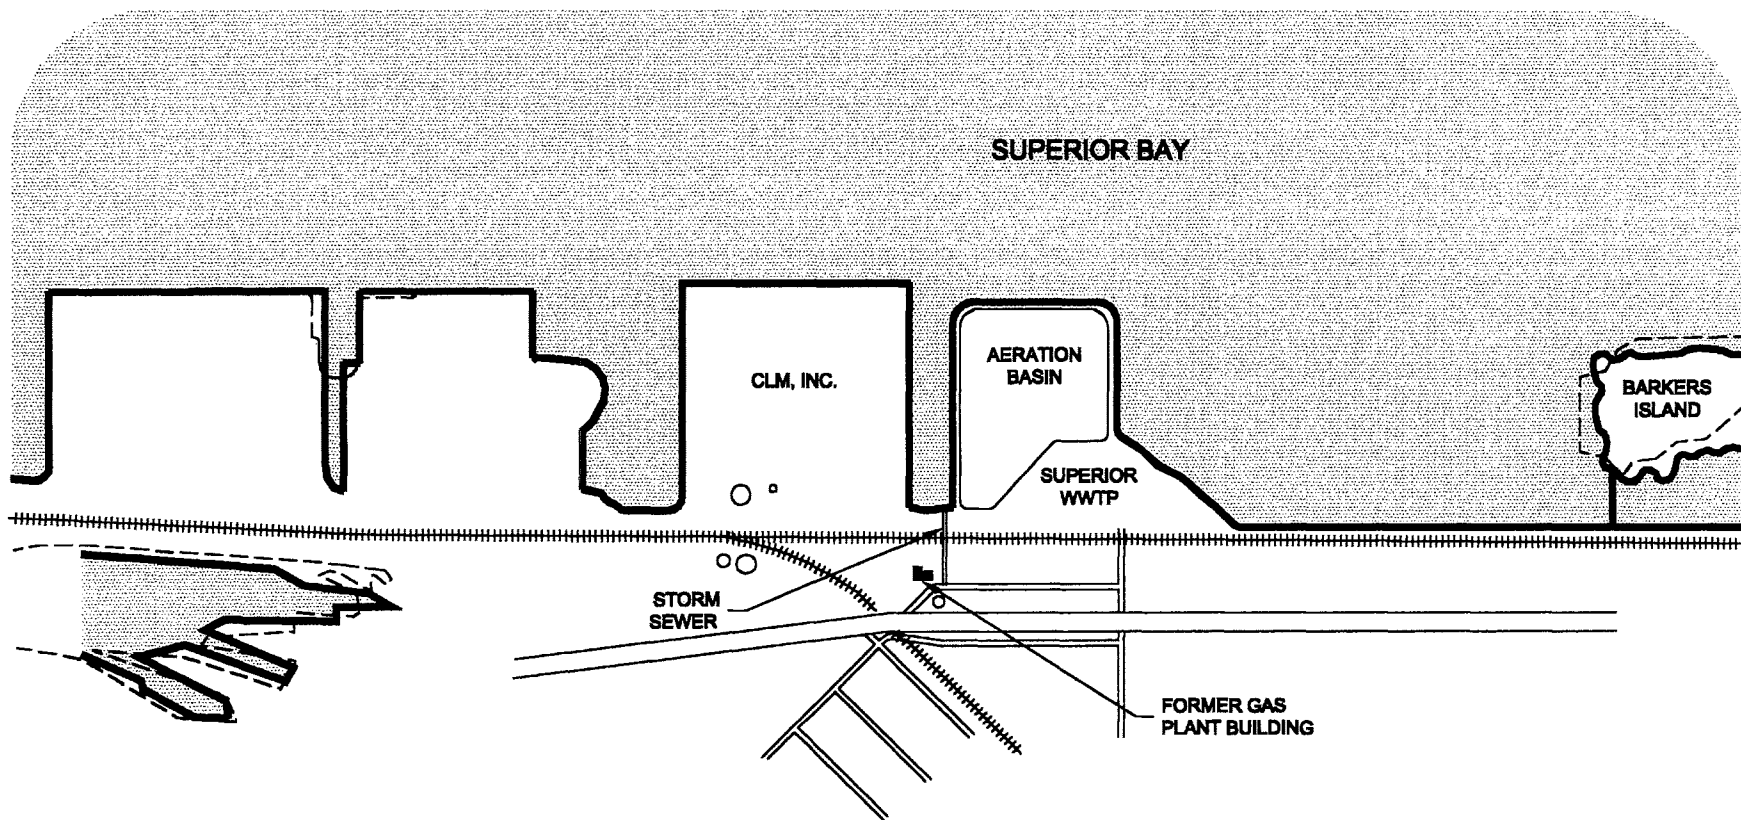 SUPERIOR BAY
CLM, INC.
AERATION
BASIN
BARKERS
ISLAND
SUPERIOR
WWTP
STORM
SEWER
FORMER GAS
PLANT BUILDING